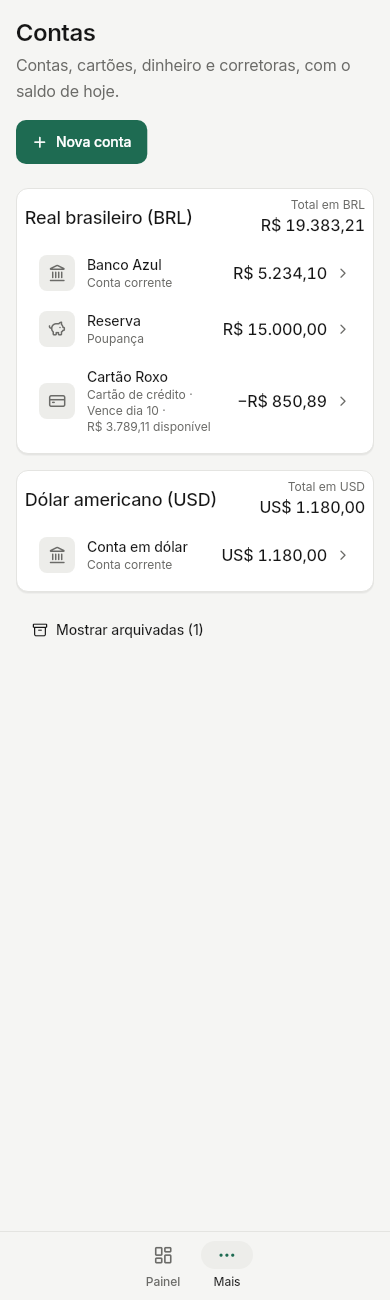 Contas
Contas, cartões, dinheiro e corretoras, com o
saldo de hoje.
Nova conta
Real brasileiro (BRL)
Total em BRL
R$ 19.383,21
Banco Azul
Conta corrente
R$ 5.234,10
Reserva
Poupança
R$ 15.000,00
Cartão Roxo
Cartão de crédito ·
Vence dia 10 ·
R$ 3.789,11 disponível
−R$ 850,89
Dólar americano (USD)
Total em USD
US$ 1.180,00
Conta em dólar
Conta corrente
US$ 1.180,00
Mostrar arquivadas (1)
Painel
Mais